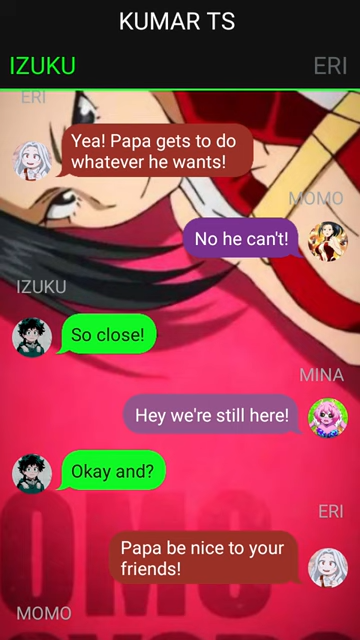 KUMAR TS
IZUKU
ERI
ERI
Yea! Papa gets to do
whatever he wants!
MOMO
No he can't!
IZUKU
So close!
MINA
Hey we're still here!
Okay and?
ERI
Papa be nice to your
friends!
MOMO